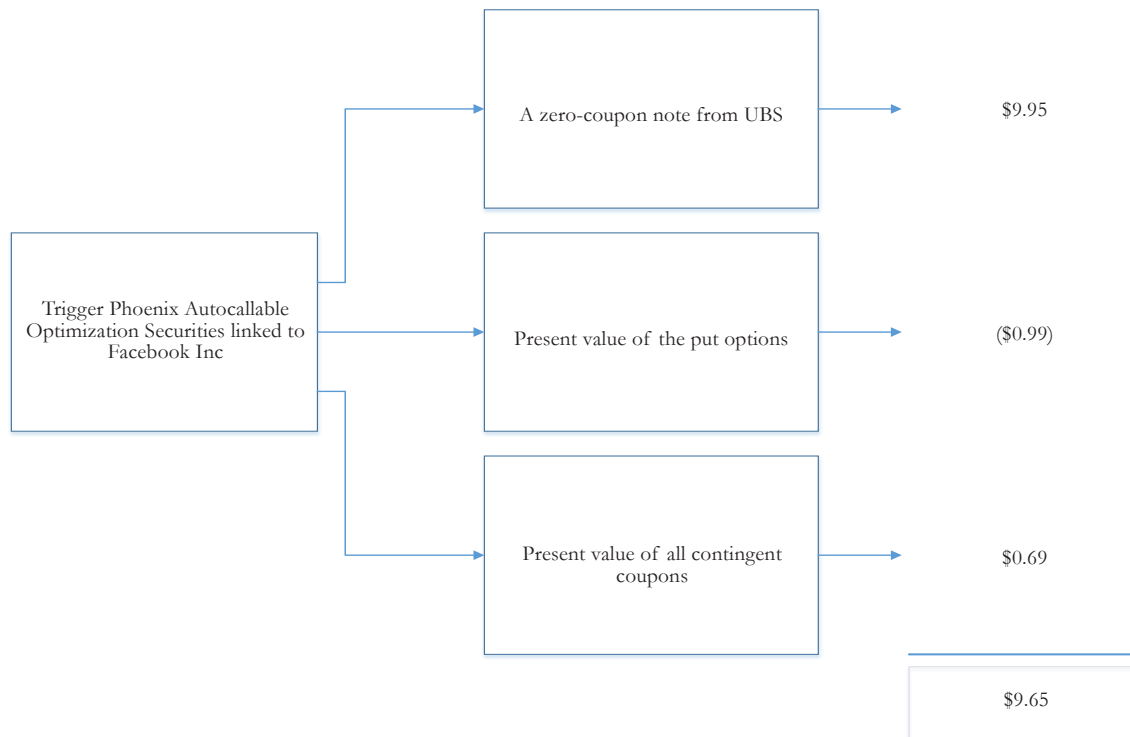 A zero-coupon note from UBS
$9.95
Trigger Phoenix Autocallable
Optimization Securities linked to
Facebook Inc
Present value of the put options
($0.99)
Present value of all contingent
coupons
$0.69
$9.65